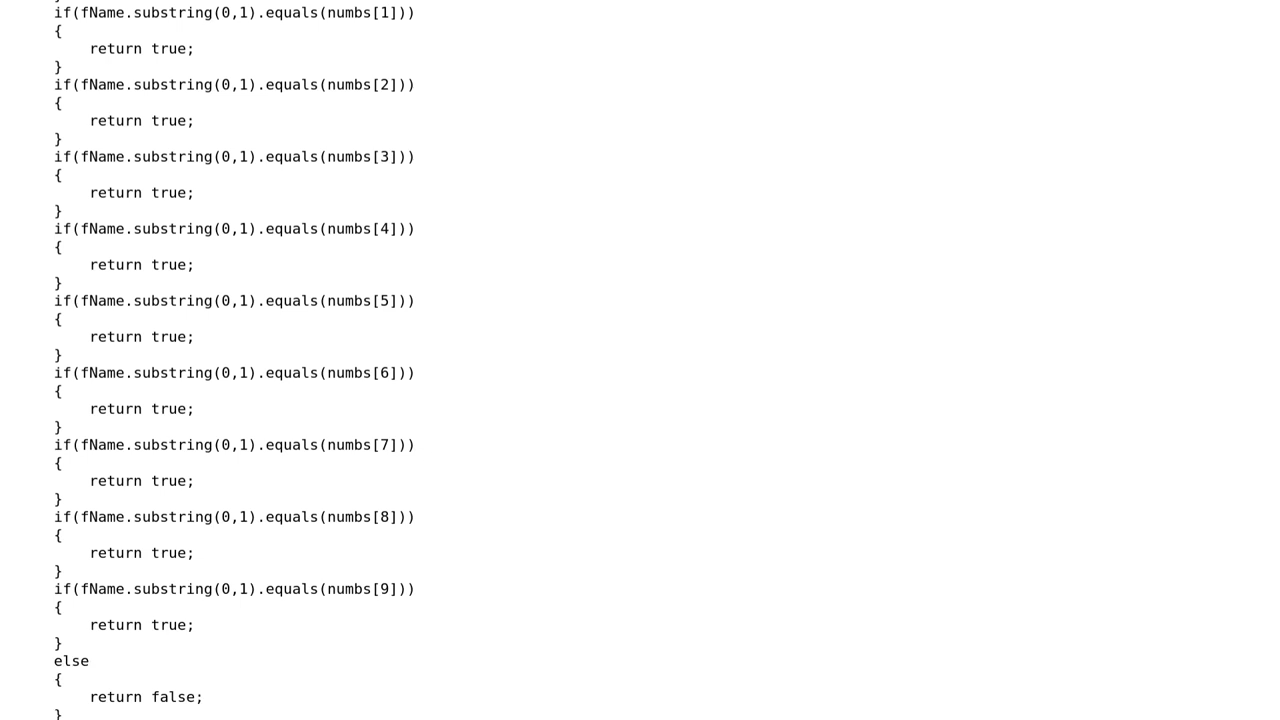 if(fName.substring(0,1).equals(numbs[1]))
{
return true;
}
if(fName.substring(0,1).equals(numbs[2]))
{
return true;
}
if(fName.substring(0,1).equals(numbs[3]))
{
return true;
}
if(fName.substring(0,1).equals(numbs[4]))
{
return true;
}
if(fName.substring(0,1).equals(numbs[5]))
{
return true;
}
if(fName.substring(0,1).equals(numbs[6]))
{
return true;
}
if(fName.substring(0,1).equals(numbs[7]))
{
return true;
}
if(fName.substring(0,1).equals(numbs[8]))
{
return true;
}
if(fName.substring(0,1).equals(numbs[9]))
{
return true;
}
else
{
return false;
}